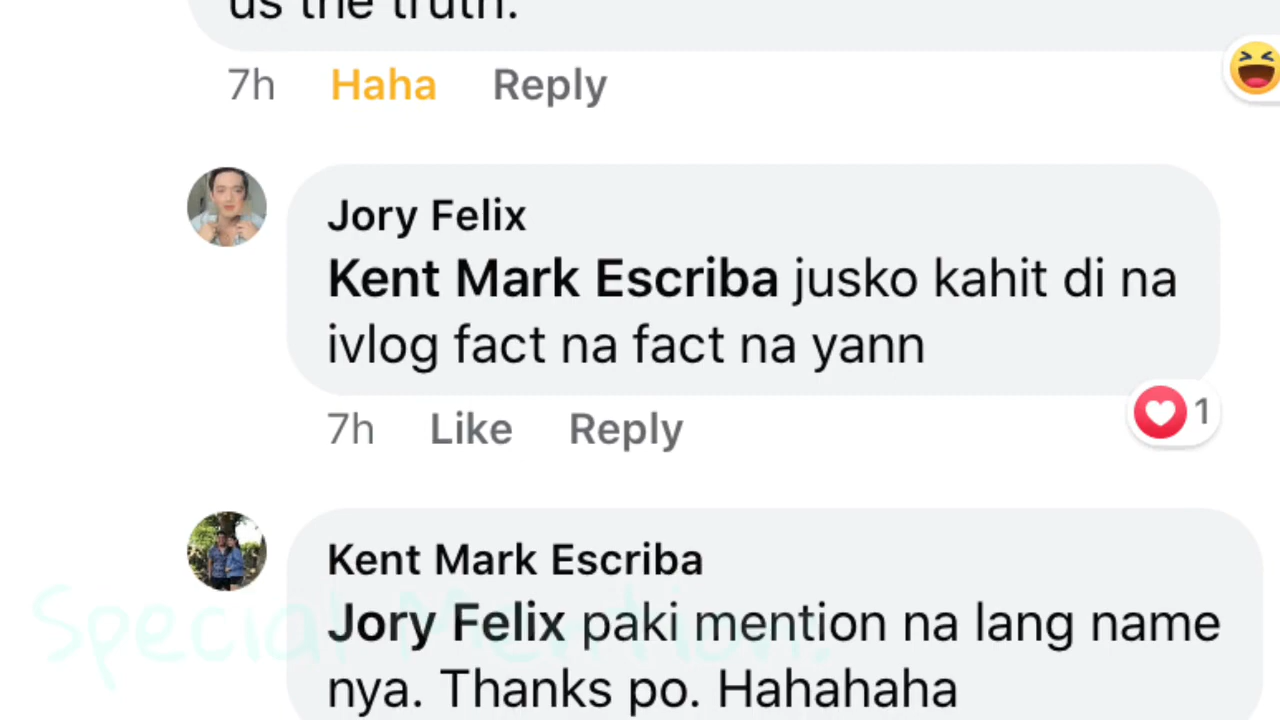 us the truth.
7h Haha Reply
Jory Felix
Kent Mark Escriba jusko kahit di na
ivlog fact na fact na yann
7h Like Reply
1
Kent Mark Escriba
Jory Felix paki mention na lang name
nya. Thanks po. Hahahaha
Special Mention: